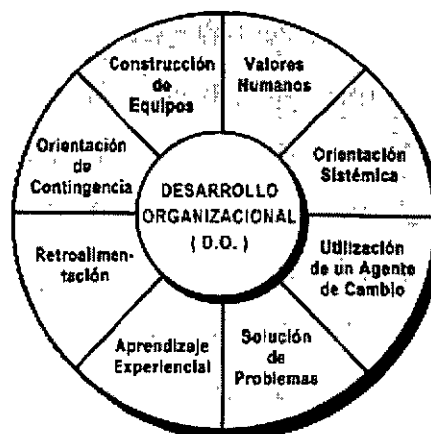 Construcción
de
Equipos
Valores
Humanos
Orientación
Sistémica
Utilización
de un Agente
de Cambio
Solución
de
Problemas
Aprendizaje
Experiencial
Retroalimen-
tación
Orientación
de
Contingencia
DESARROLLO
ORGANIZACIONAL
( D.O. )